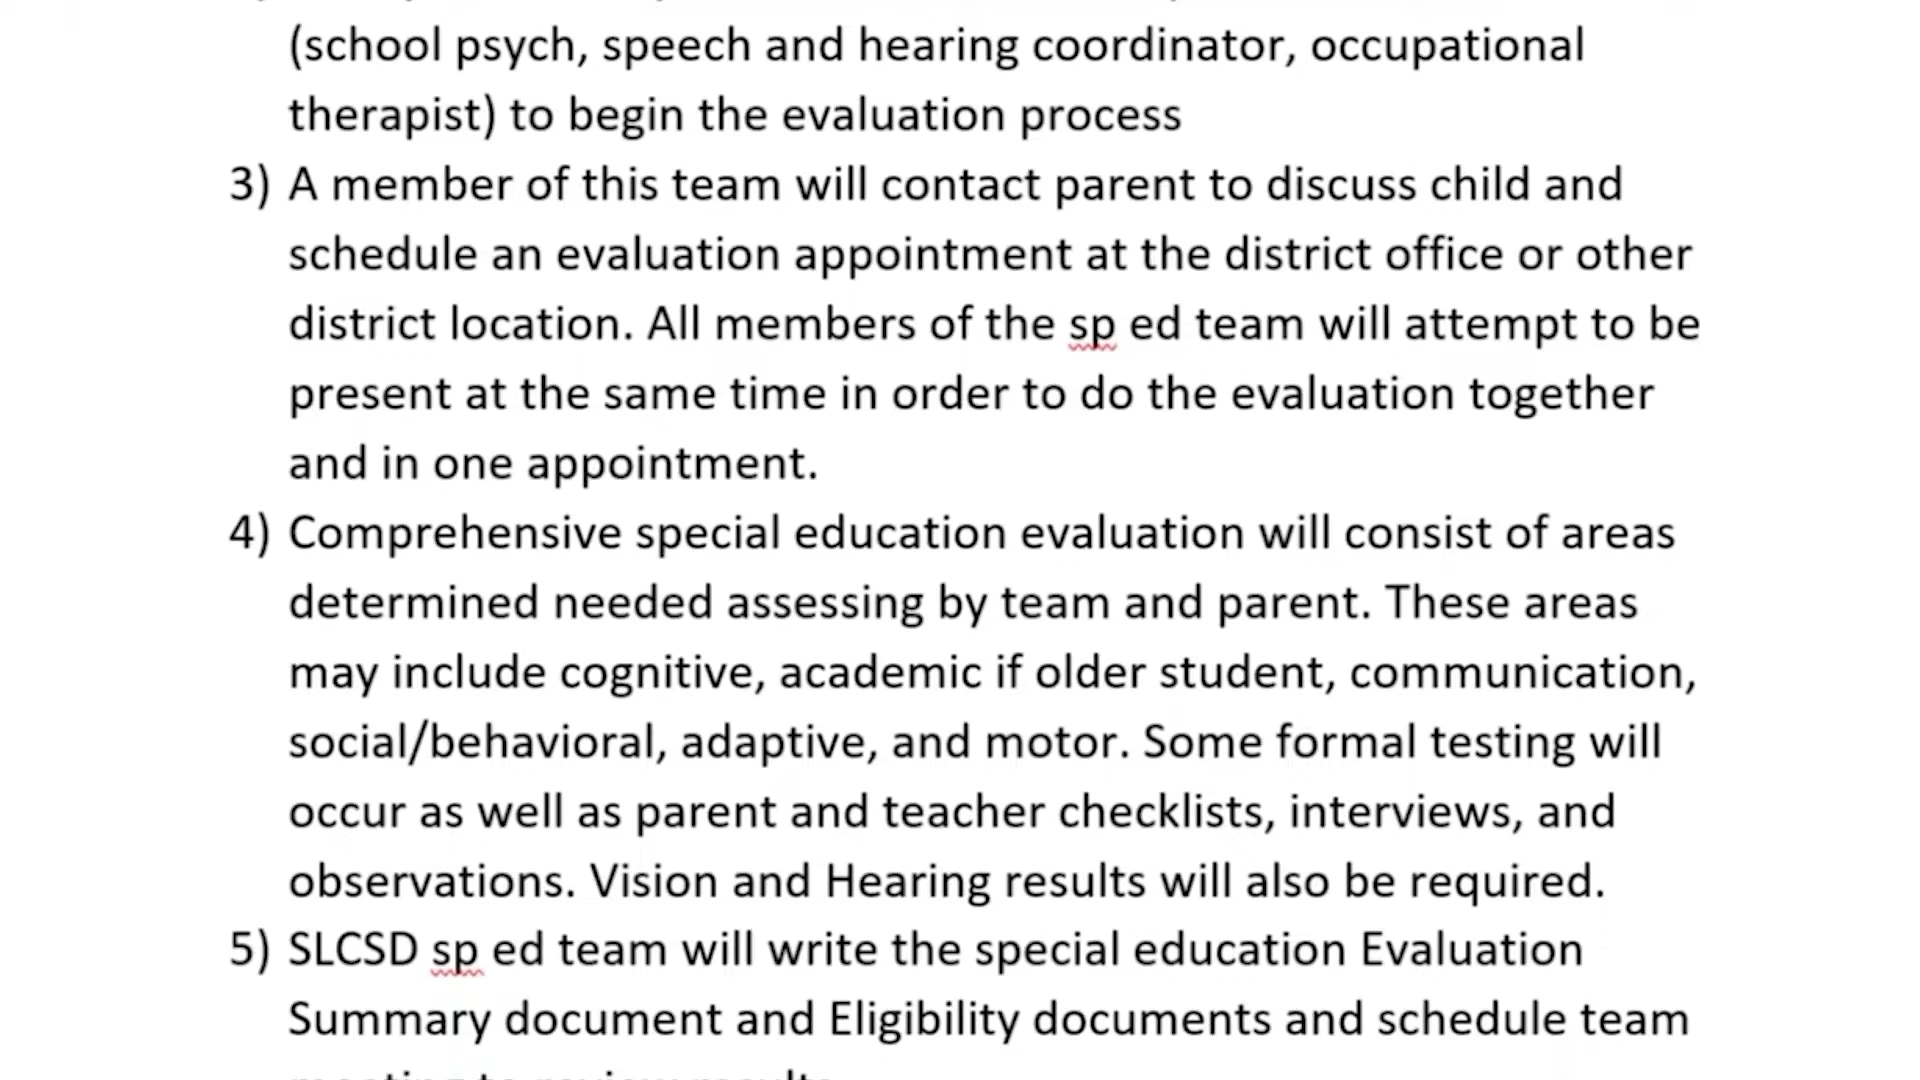 (school psych, speech and hearing coordinator, occupational
therapist) to begin the evaluation process
3) A member of this team will contact parent to discuss child and
schedule an evaluation appointment at the district office or other
district location. All members of the sp ed team will attempt to be
present at the same time in order to do the evaluation together
and in one appointment.
4) Comprehensive special education evaluation will consist of areas
determined needed assessing by team and parent. These areas
may include cognitive, academic if older student, communication,
social/behavioral, adaptive, and motor. Some formal testing will
occur as well as parent and teacher checklists, interviews, and
observations. Vision and Hearing results will also be required.
5) SLCSD sp ed team will write the special education Evaluation
Summary document and Eligibility documents and schedule team
meeting to review results